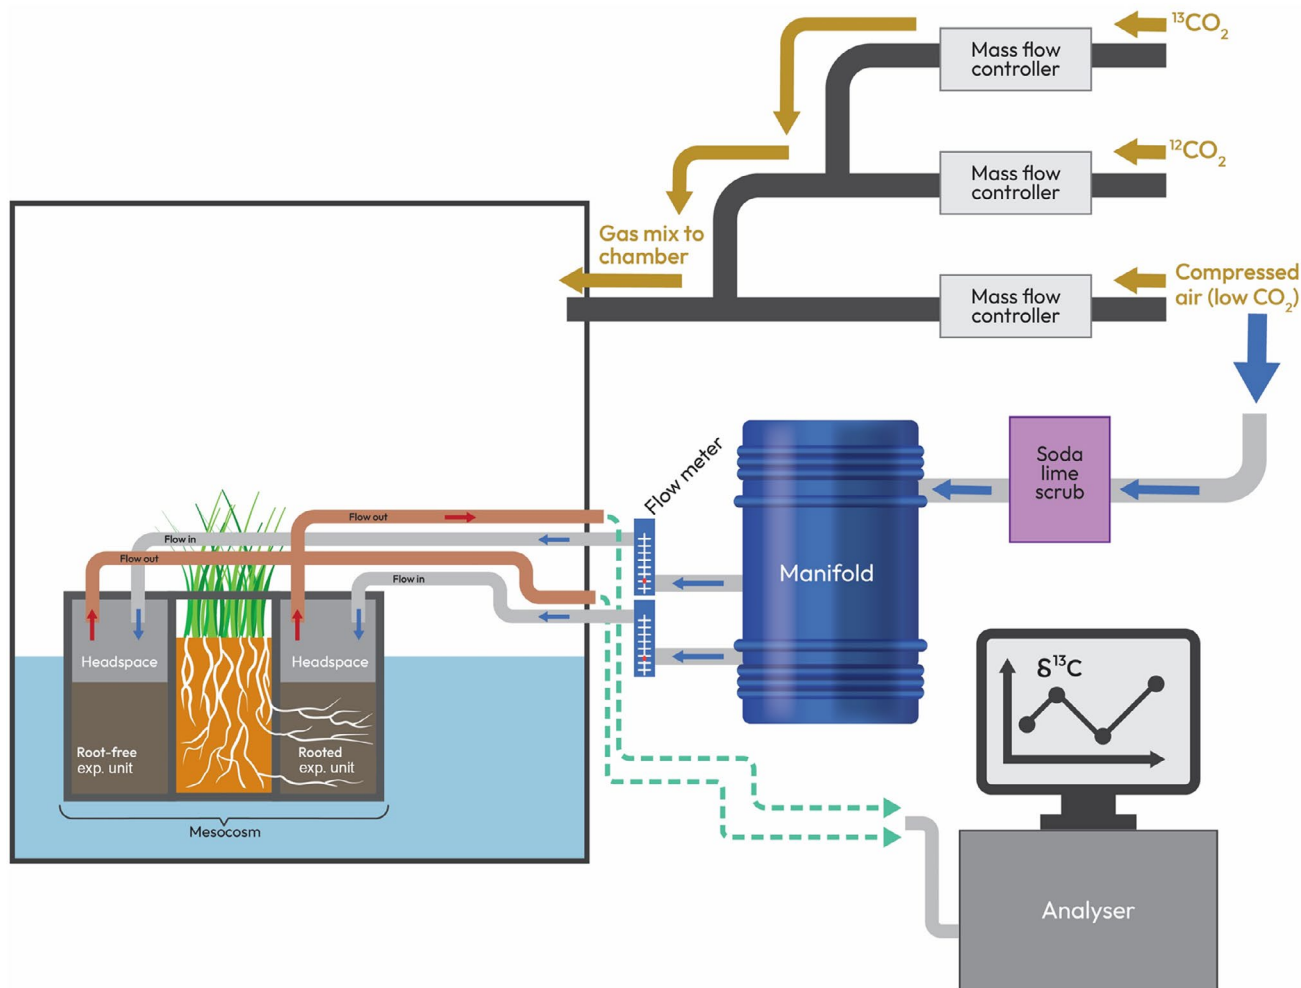 ¹³CO₂
Mass flow
controller
¹²CO₂
Mass flow
controller
Gas mix to
chamber
Mass flow
controller
Compressed
air (low CO₂)
Flow meter
Soda
lime
scrub
Manifold
Flow out
Flow in
Flow out
Flow in
Headspace
Headspace
Root-free
exp. unit
Rooted
exp. unit
Mesocosm
δ¹³C
Analyser